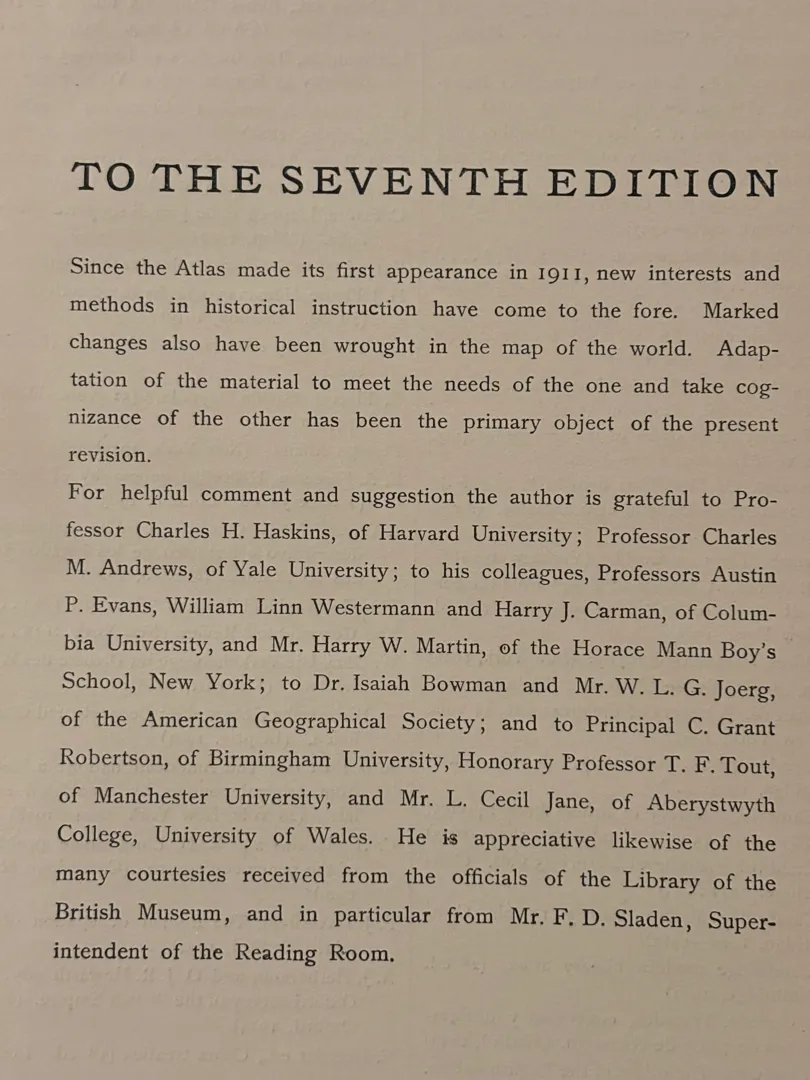 TO THE SEVENTH EDITION
Since the Atlas made its first appearance in 1911, new interests and
methods in historical instruction have come to the fore. Marked
changes also have been wrought in the map of the world. Adap-
tation of the material to meet the needs of the one and take cog-
nizance of the other has been the primary object of the present
revision.
For helpful comment and suggestion the author is grateful to Pro-
fessor Charles H. Haskins, of Harvard University; Professor Charles
M. Andrews, of Yale University; to his colleagues, Professors Austin
P. Evans, William Linn Westermann and Harry J. Carman, of Colum-
bia University, and Mr. Harry W. Martin, of the Horace Mann Boy's
School, New York; to Dr. Isaiah Bowman and Mr. W. L. G. Joerg,
of the American Geographical Society; and to Principal C. Grant
Robertson, of Birmingham University, Honorary Professor T. F. Tout,
of Manchester University, and Mr. L. Cecil Jane, of Aberystwyth
College, University of Wales. He is appreciative likewise of the
many courtesies received from the officials of the Library of the
British Museum, and in particular from Mr. F. D. Sladen, Super-
intendent of the Reading Room.